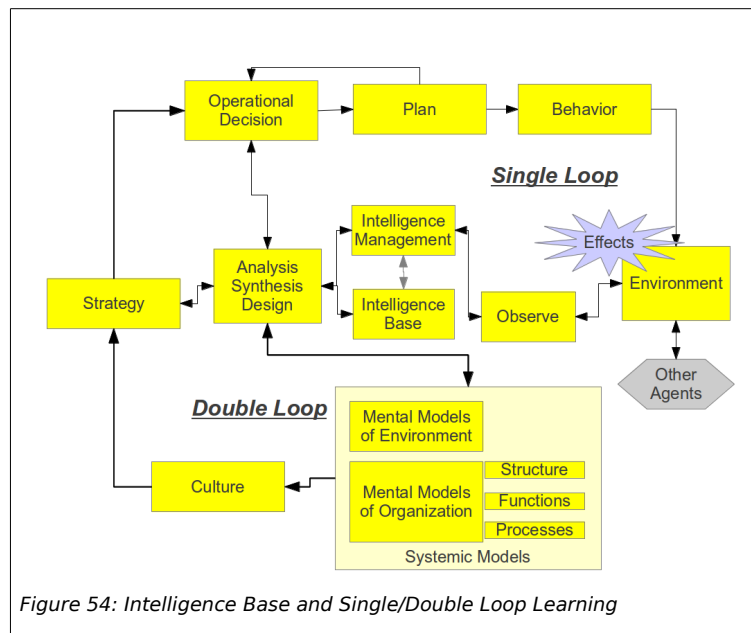 Operational
Decision
Plan
Behavior
Single Loop
Effects
Intelligence
Management
Analysis
Synthesis
Design
Environment
Strategy
Intelligence
Base
Observe
Other
Agents
Double Loop
Mental Models
of Environment
Culture
Mental Models
of Organization
Structure
Functions
Processes
Systemic Models
Figure 54: Intelligence Base and Single/Double Loop Learning